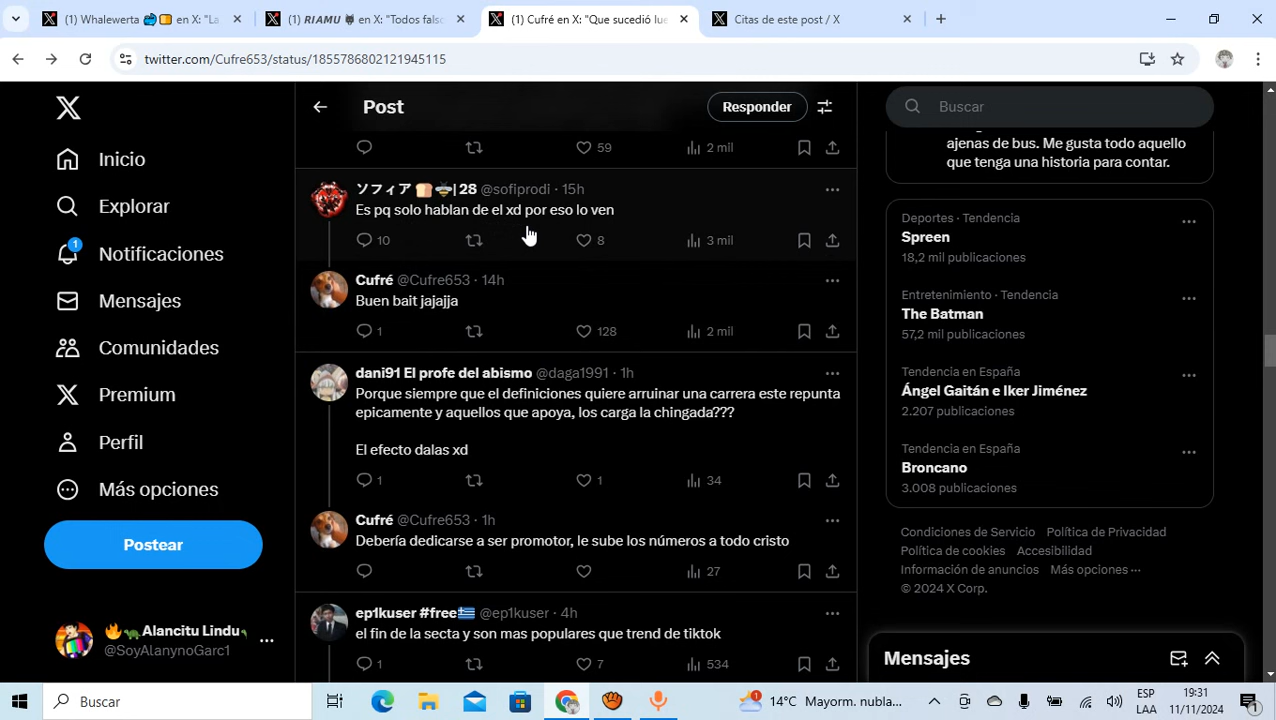 (1) Whalewerta en X: "La
(1) RIAMU en X: "Todos falso
(1) Cufré en X: "Que sucedió lue
Citas de este post / X
twitter.com/Cufre653/status/1855786802121945115
Inicio
Explorar
1
Notificaciones
Mensajes
Comunidades
Premium
Perfil
Más opciones
Postear
Alancitu Lindu
@SoyAlanynoGarc1
Post
Responder
59 2 mil
ソフィア 🍞🐝| 28 @sofiprodi · 15h
Es pq solo hablan de el xd por eso lo ven
10 8 3 mil
Cufré @Cufre653 · 14h
Buen bait jajajja
1 128 2 mil
dani91 El profe del abismo @daga1991 · 1h
Porque siempre que el definiciones quiere arruinar una carrera este repunta
epicamente y aquellos que apoya, los carga la chingada???
El efecto dalas xd
1 1 34
Cufré @Cufre653 · 1h
Debería dedicarse a ser promotor, le sube los números a todo cristo
27
ep1kuser #free🇬🇷 @ep1kuser · 4h
el fin de la secta y son mas populares que trend de tiktok
1 7 534
Buscar
ajenas de bus. Me gusta todo aquello
que tenga una historia para contar.
Deportes · Tendencia
Spreen
18,2 mil publicaciones
Entretenimiento · Tendencia
The Batman
57,2 mil publicaciones
Tendencia en España
Ángel Gaitán e Iker Jiménez
2.207 publicaciones
Tendencia en España
Broncano
3.008 publicaciones
Condiciones de Servicio Política de Privacidad
Política de cookies Accesibilidad
Información de anuncios Más opciones ···
© 2024 X Corp.
Mensajes
Buscar
1
14°C Mayorm. nubla...
ESP
LAA
19:31
11/11/2024
1